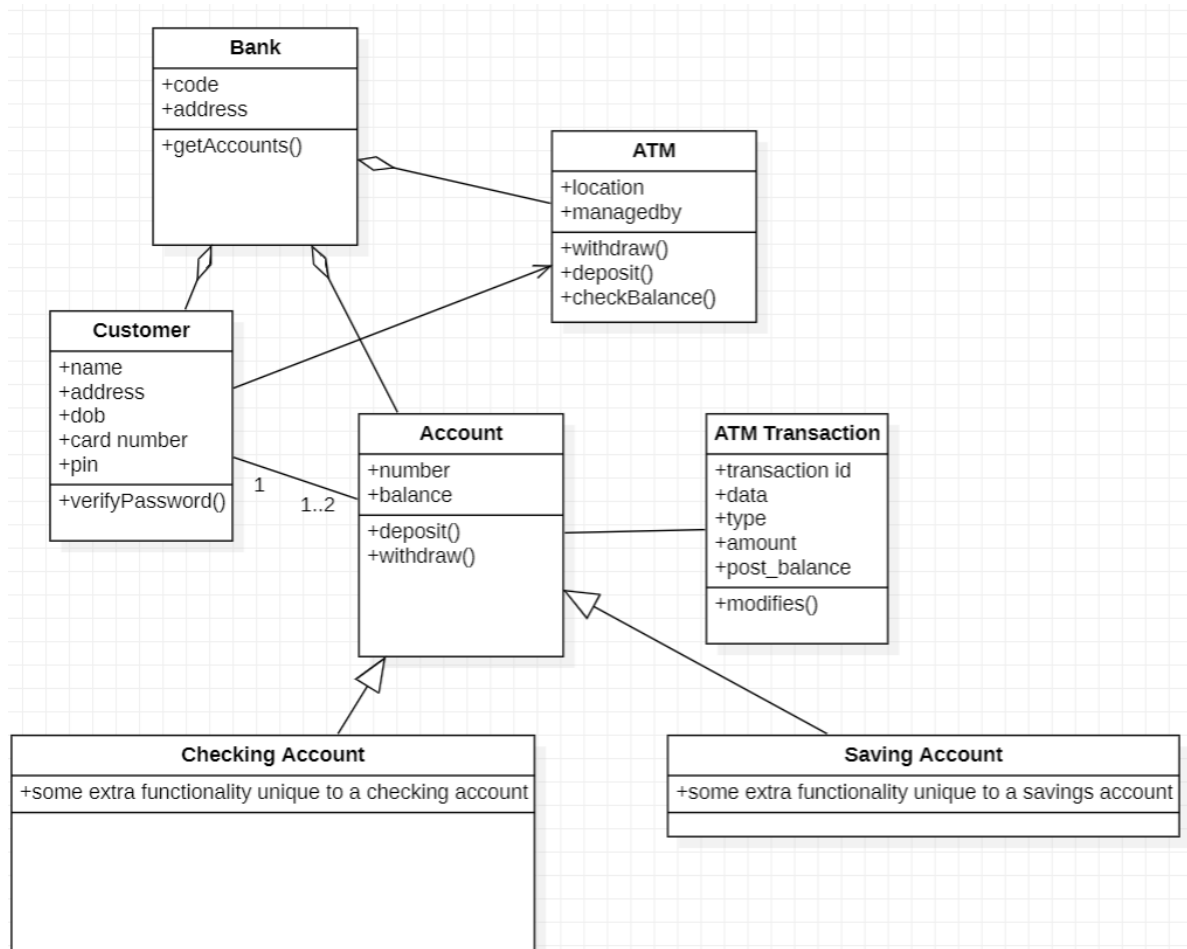 Bank
+code
+address
+getAccounts()
ATM
+location
+managedby
+withdraw()
+deposit()
+checkBalance()
Customer
+name
+address
+dob
+card number
+pin
+verifyPassword()
1
1..2
Account
+number
+balance
+deposit()
+withdraw()
ATM Transaction
+transaction id
+data
+type
+amount
+post_balance
+modifies()
Checking Account
+some extra functionality unique to a checking account
Saving Account
+some extra functionality unique to a savings account